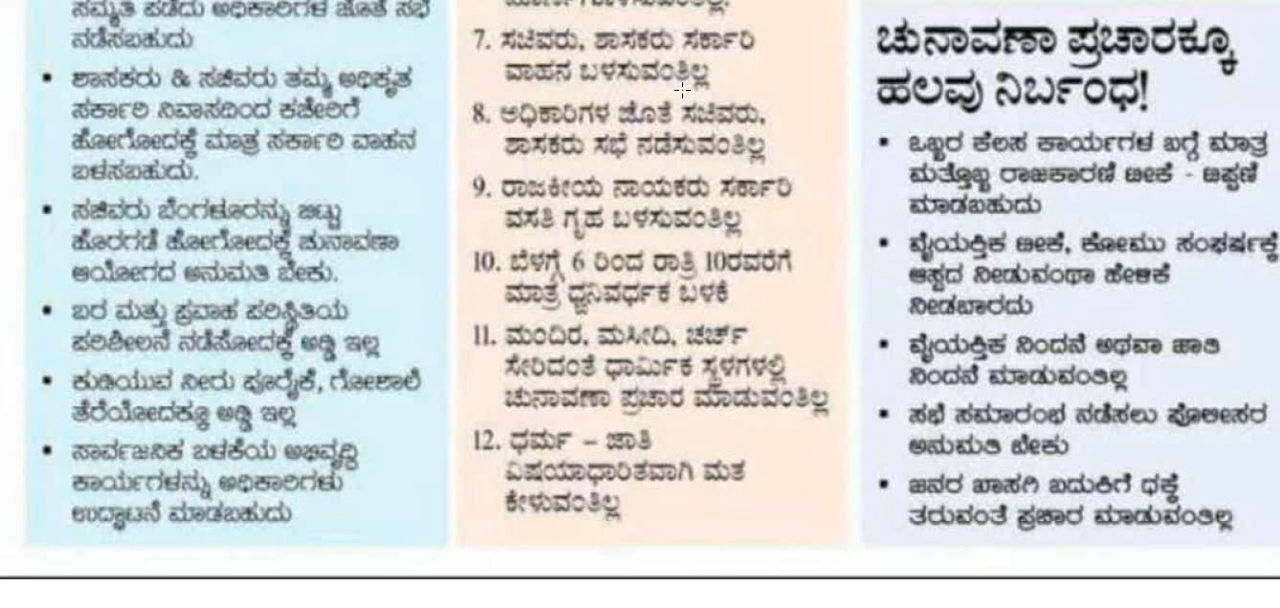 ಸಮ್ಮತಿ ಪಡೆದು ಅಧಿಕಾರಿಗಳ ಜೊತೆ ಸಭೆ
ನಡೆಸಬಹುದು
• ಶಾಸಕರು & ಸಚಿವರು ತಮ್ಮ ಅಧಿಕೃತ
ಸರ್ಕಾರಿ ನಿವಾಸದಿಂದ ಕಚೇರಿಗೆ
ಹೋಗೋದಕ್ಕೆ ಮಾತ್ರ ಸರ್ಕಾರಿ ವಾಹನ
ಬಳಸಬಹುದು.
• ಸಚಿವರು ಬೆಂಗಳೂರನ್ನು ಬಿಟ್ಟು
ಹೊರಗಡೆ ಹೋಗೋದಕ್ಕೆ ಚುನಾವಣಾ
ಆಯೋಗದ ಅನುಮತಿ ಬೇಕು.
• ಬರ ಮತ್ತು ಪ್ರವಾಹ ಪರಿಸ್ಥಿತಿಯ
ಪರಿಶೀಲನೆ ನಡೆಸೋದಕ್ಕೆ ಅಡ್ಡಿ ಇಲ್ಲ
• ಕುಡಿಯುವ ನೀರು ಪೂರೈಕೆ, ಗೋಶಾಲೆ
ತೆರೆಯೋದಕ್ಕೂ ಅಡ್ಡಿ ಇಲ್ಲ
• ಸಾರ್ವಜನಿಕ ಬಳಕೆಯ ಅಭಿವೃದ್ಧಿ
ಕಾರ್ಯಗಳನ್ನು ಅಧಿಕಾರಿಗಳು
ಉದ್ಘಾಟನೆ ಮಾಡಬಹುದು
7. ಸಚಿವರು, ಶಾಸಕರು ಸರ್ಕಾರಿ
ವಾಹನ ಬಳಸುವಂತಿಲ್ಲ
8. ಅಧಿಕಾರಿಗಳ ಜೊತೆ ಸಚಿವರು,
ಶಾಸಕರು ಸಭೆ ನಡೆಸುವಂತಿಲ್ಲ
9. ರಾಜಕೀಯ ನಾಯಕರು ಸರ್ಕಾರಿ
ವಸತಿ ಗೃಹ ಬಳಸುವಂತಿಲ್ಲ
10. ಬೆಳಗ್ಗೆ 6 ರಿಂದ ರಾತ್ರಿ 10ರವರೆಗೆ
ಮಾತ್ರ ಧ್ವನಿವರ್ಧಕ ಬಳಕೆ
11. ಮಂದಿರ, ಮಸೀದಿ, ಚರ್ಚ್
ಸೇರಿದಂತೆ ಧಾರ್ಮಿಕ ಸ್ಥಳಗಳಲ್ಲಿ
ಚುನಾವಣಾ ಪ್ರಚಾರ ಮಾಡುವಂತಿಲ್ಲ
12. ಧರ್ಮ – ಜಾತಿ
ವಿಷಯಾಧಾರಿತವಾಗಿ ಮತ
ಕೇಳುವಂತಿಲ್ಲ
ಚುನಾವಣಾ ಪ್ರಚಾರಕ್ಕೂ
ಹಲವು ನಿರ್ಬಂಧ!
• ಒಬ್ಬರ ಕೆಲಸ ಕಾರ್ಯಗಳ ಬಗ್ಗೆ ಮಾತ್ರ
ಮತ್ತೊಬ್ಬ ರಾಜಕಾರಣಿ ಟೀಕೆ - ಟಿಪ್ಪಣಿ
ಮಾಡಬಹುದು
• ವೈಯಕ್ತಿಕ ಟೀಕೆ, ಕೋಮು ಸಂಘರ್ಷಕ್ಕೆ
ಆಸ್ಪದ ನೀಡುವಂಥಾ ಹೇಳಿಕೆ
ನೀಡಬಾರದು
• ವೈಯಕ್ತಿಕ ನಿಂದನೆ ಅಥವಾ ಜಾತಿ
ನಿಂದನೆ ಮಾಡುವಂತಿಲ್ಲ
• ಸಭೆ ಸಮಾರಂಭ ನಡೆಸಲು ಪೊಲೀಸರ
ಅನುಮತಿ ಬೇಕು
• ಜನರ ಖಾಸಗಿ ಬದುಕಿಗೆ ಧಕ್ಕೆ
ತರುವಂತೆ ಪ್ರಚಾರ ಮಾಡುವಂತಿಲ್ಲ